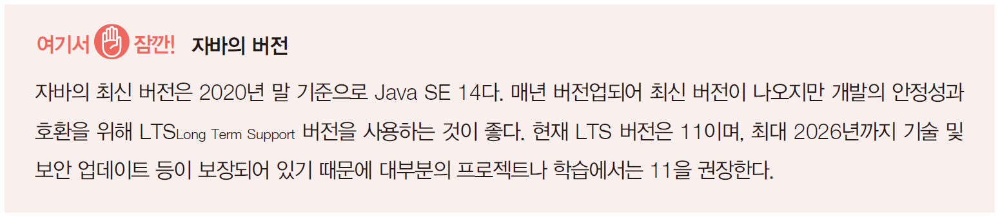 여기서 잠깐! 자바의 버전
자바의 최신 버전은 2020년 말 기준으로 Java SE 14다. 매년 버전업되어 최신 버전이 나오지만 개발의 안정성과
호환을 위해 LTSLong Term Support 버전을 사용하는 것이 좋다. 현재 LTS 버전은 11이며, 최대 2026년까지 기술 및
보안 업데이트 등이 보장되어 있기 때문에 대부분의 프로젝트나 학습에서는 11을 권장한다.